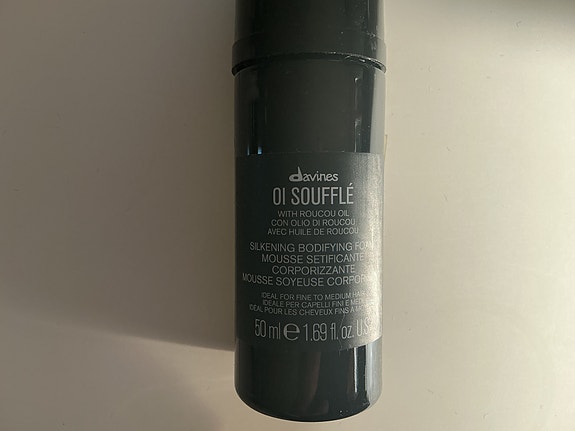 davines
OI SOUFFLÉ
WITH ROUCOU OIL
CON OLIO DI ROUCOU
AVEC HUILE DE ROUCOU
SILKENING BODIFYING
MOUSSE SETIFICANTE
CORPORIZZANTE
MOUSSE SOYEUSE
IDEAL FOR FINE TO MEDIUM HAIR
IDEALE PER CAPELLI FINI E
IDEAL POUR LES CHEVEUX FINS À
50 ml ℮ 1.69 fl. oz. U.S.